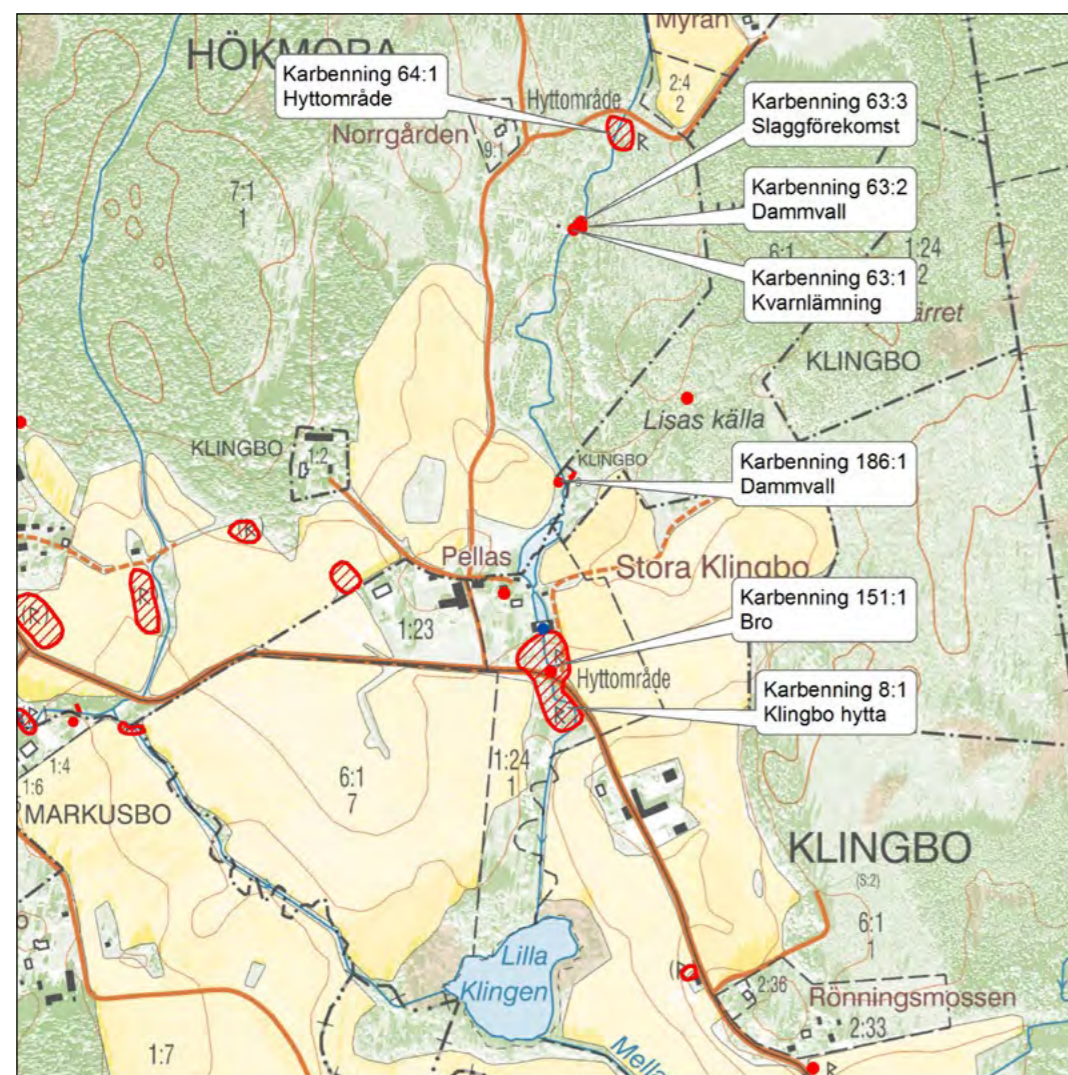 HÖKMORA
Myran
Karbenning 64:1
Hyttområde
Hyttområde
2:4
2
Karbenning 63:3
Slaggförekomst
Norrgården
9:1
R
7:1
1
Karbenning 63:2
Dammvall
6:1
1:24
2
Karbenning 63:1
Kvarnlämning
ärret
KLINGBO
Lisas källa
KLINGBO
1:2
KLINGBO
Karbenning 186:1
Dammvall
R
Pellas
Stora Klingbo
R
(R)
1:23
Karbenning 151:1
Bro
R
Hyttområde
Karbenning 8:1
Klingbo hytta
R
1:4
1:6
6:1
7
1:24
1
MARKUSBO
KLINGBO
(S:2)
6:1
1
Lilla
Klingen
2:36
Rönningsmossen
2:33
1:7
Mella
R